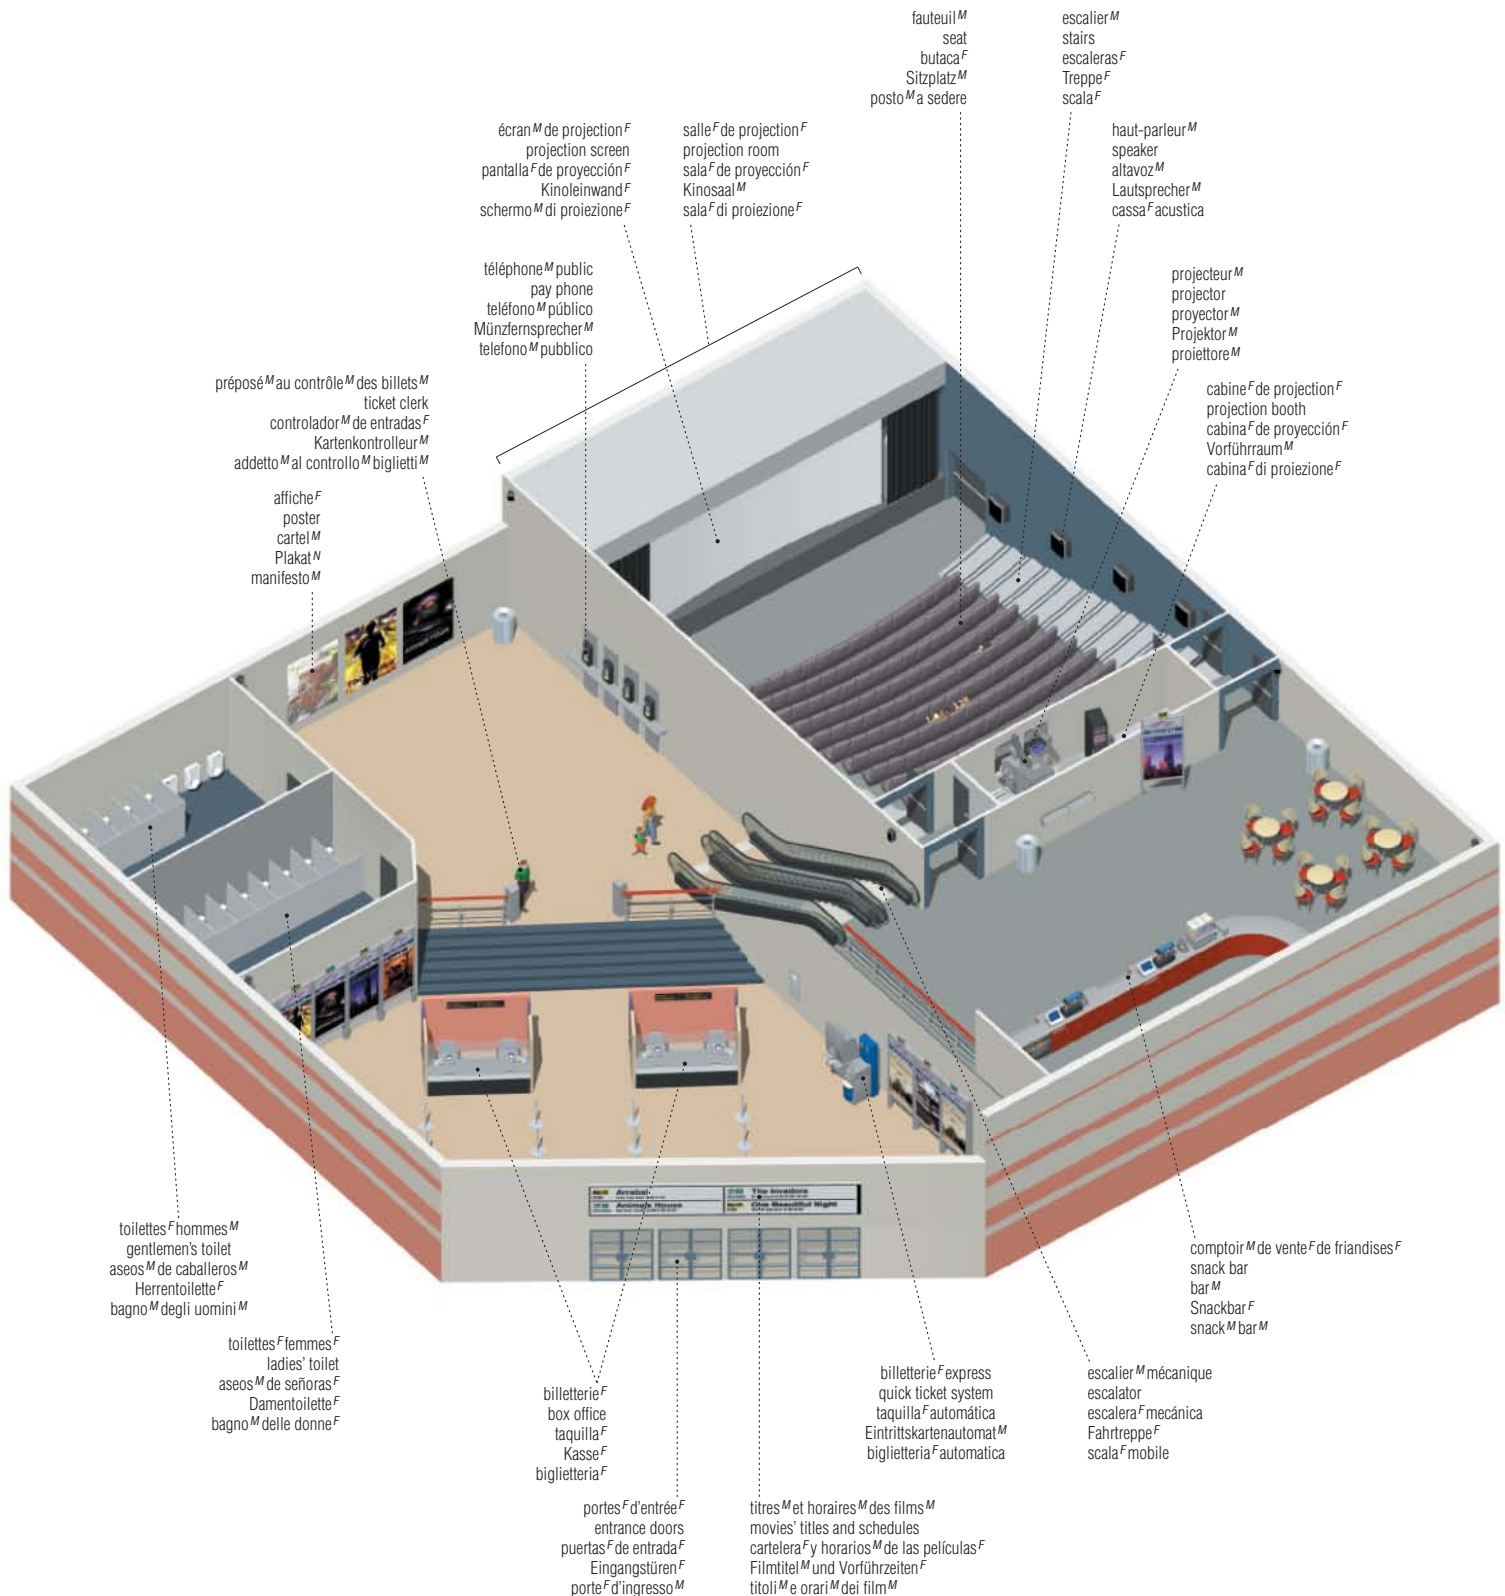 fauteuil M
seat
butaca F
Sitzplatz M
posto M a sedere
escalier M
stairs
escaleras F
Treppe F
scala F
écran M de projection F
projection screen
pantalla F de proyección F
Kinoleinwand F
schermo M di proiezione F
salle F de projection F
projection room
sala F de proyección F
Kinosaal M
sala F di proiezione F
haut-parleur M
speaker
altavoz M
Lautsprecher M
cassa F acustica
téléphone M public
pay phone
teléfono M público
Münzfernsprecher M
telefono M pubblico
projecteur M
projector
proyector M
Projektor M
proiettore M
préposé M au contrôle M des billets M
ticket clerk
controlador M de entradas F
Kartenkontrolleur M
addetto M al controllo M biglietti M
cabine F de projection F
projection booth
cabina F de proyección F
Vorführraum M
cabina F di proiezione F
affiche F
poster
cartel M
Plakat N
manifesto M
Arrabal
The Invadors
Animal's House
One Beautiful Night
toilettes F hommes M
gentlemen's toilet
aseos M de caballeros M
Herrentoilette F
bagno M degli uomini M
comptoir M de vente F de friandises F
snack bar
bar M
Snackbar F
snack M bar M
toilettes F femmes F
ladies' toilet
aseos M de señoras F
Damentoilette F
bagno M delle donne F
billetterie F
box office
taquilla F
Kasse F
biglietteria F
billetterie F express
quick ticket system
taquilla F automática
Eintrittskartenautomat M
biglietteria F automatica
escalier M mécanique
escalator
escalera F mecánica
Fahrtreppe F
scala F mobile
portes F d'entrée F
entrance doors
puertas F de entrada F
Eingangstüren F
porte F d'ingresso M
titres M et horaires M des films M
movies' titles and schedules
cartelera F y horarios M de las películas F
Filmtitel M und Vorführzeiten F
titoli M e orari M dei film M